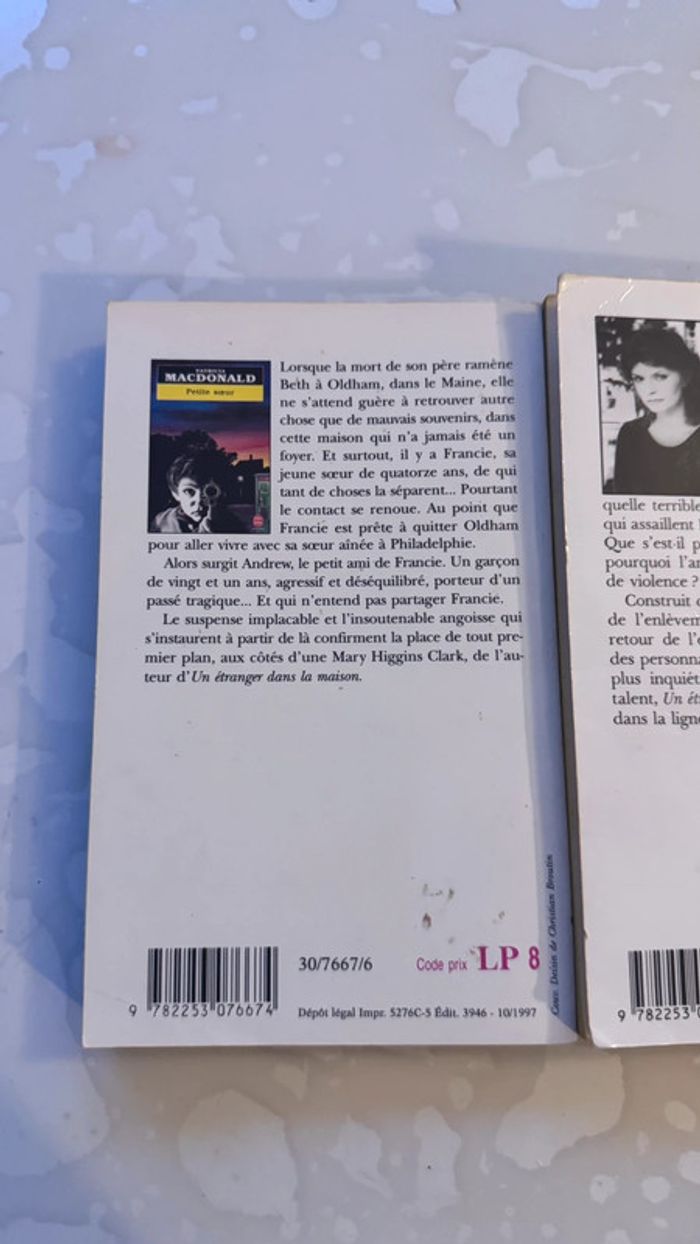 PATRICIA
MACDONALD
Petite sœur
Lorsque la mort de son père ramène
Beth à Oldham, dans le Maine, elle
ne s'attend guère à retrouver autre
chose que de mauvais souvenirs, dans
cette maison qui n'a jamais été un
foyer. Et surtout, il y a Francie, sa
jeune sœur de quatorze ans, de qui
tant de choses la séparent... Pourtant
le contact se renoue. Au point que
Francie est prête à quitter Oldham
pour aller vivre avec sa sœur aînée à Philadelphie.
Alors surgit Andrew, le petit ami de Francie. Un garçon
de vingt et un ans, agressif et déséquilibré, porteur d'un
passé tragique... Et qui n'entend pas partager Francie.
Le suspense implacable et l'insoutenable angoisse qui
s'instaurent à partir de là confirment la place de tout pre-
mier plan, aux côtés d'une Mary Higgins Clark, de l'au-
teur d'Un étranger dans la maison.
30/7667/6
Code prix LP 8
9 782253 076674
Dépôt légal Impr. 5276C-5 Édit. 3946 - 10/1997
Couv. Dessin de Christian Broutin
quelle terrible
qui assaillent
Que s'est-il
pourquoi
de violence ?
Construit
de l'enlèvem
retour de
des personn
plus inquiét
talent, Un ét
dans la lign
9 782253